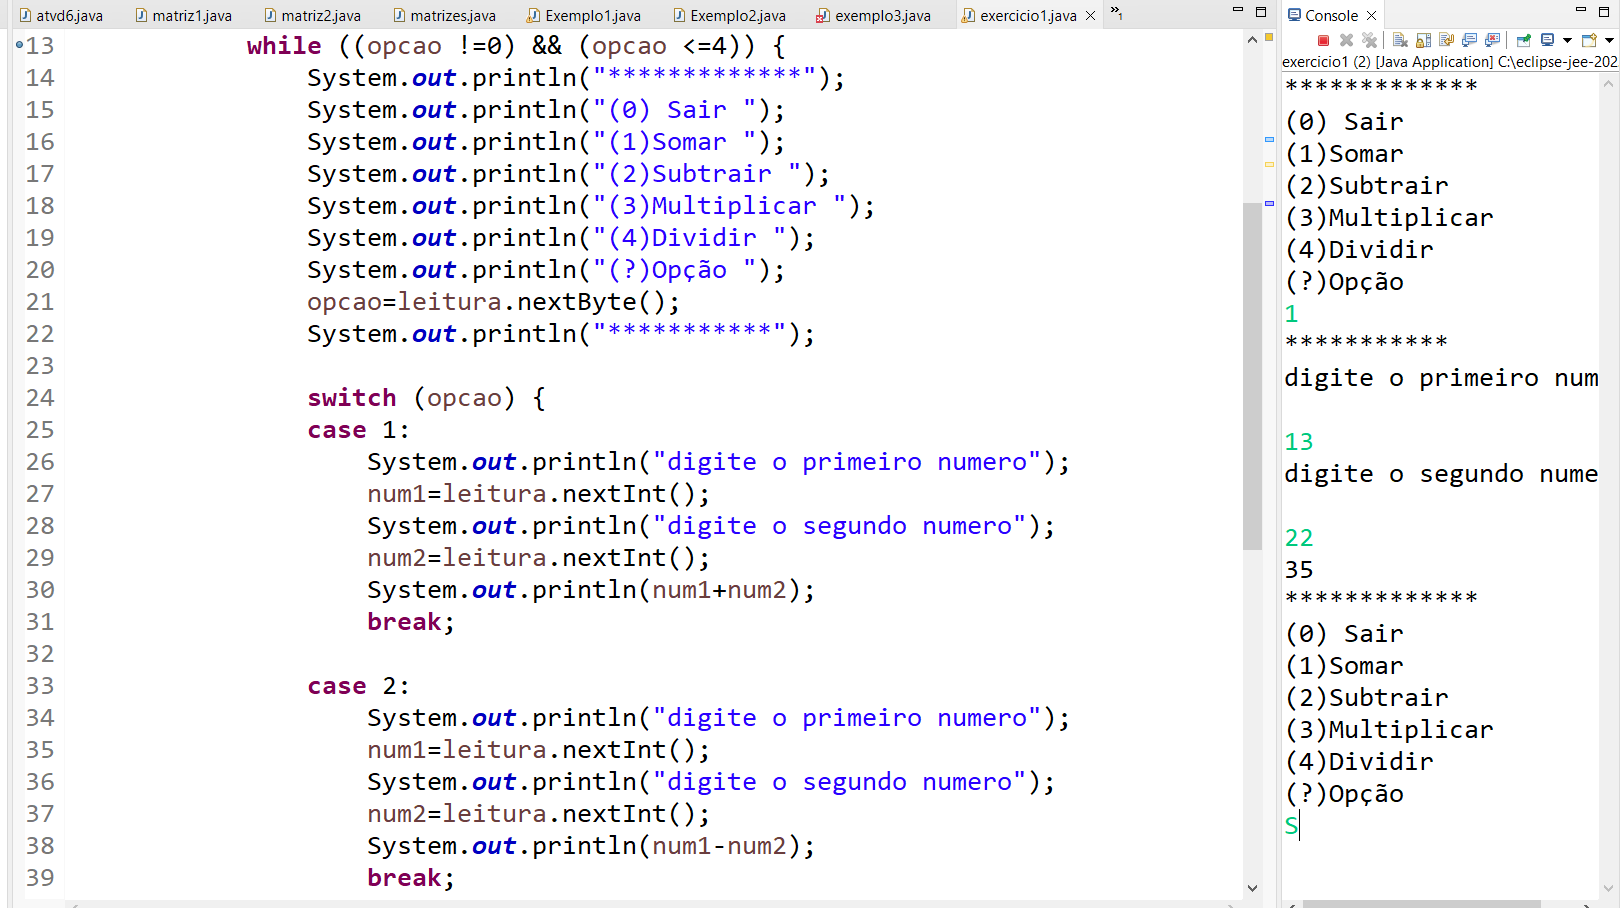 atvd6.java matriz1.java matriz2.java matrizes.java Exemplo1.java Exemplo2.java exemplo3.java exercicio1.java »1
13 while ((opcao !=0) && (opcao <=4)) {
14 System.out.println("*************");
15 System.out.println("(0) Sair ");
16 System.out.println("(1)Somar ");
17 System.out.println("(2)Subtrair ");
18 System.out.println("(3)Multiplicar ");
19 System.out.println("(4)Dividir ");
20 System.out.println("(?)Opção ");
21 opcao=leitura.nextByte();
22 System.out.println("***********");
23
24 switch (opcao) {
25 case 1:
26 System.out.println("digite o primeiro numero");
27 num1=leitura.nextInt();
28 System.out.println("digite o segundo numero");
29 num2=leitura.nextInt();
30 System.out.println(num1+num2);
31 break;
32
33 case 2:
34 System.out.println("digite o primeiro numero");
35 num1=leitura.nextInt();
36 System.out.println("digite o segundo numero");
37 num2=leitura.nextInt();
38 System.out.println(num1-num2);
39 break;
Console
exercicio1 (2) [Java Application] C:\eclipse-jee-202
*************
(0) Sair
(1)Somar
(2)Subtrair
(3)Multiplicar
(4)Dividir
(?)Opção
1
***********
digite o primeiro num
13
digite o segundo nume
22
35
*************
(0) Sair
(1)Somar
(2)Subtrair
(3)Multiplicar
(4)Dividir
(?)Opção
S